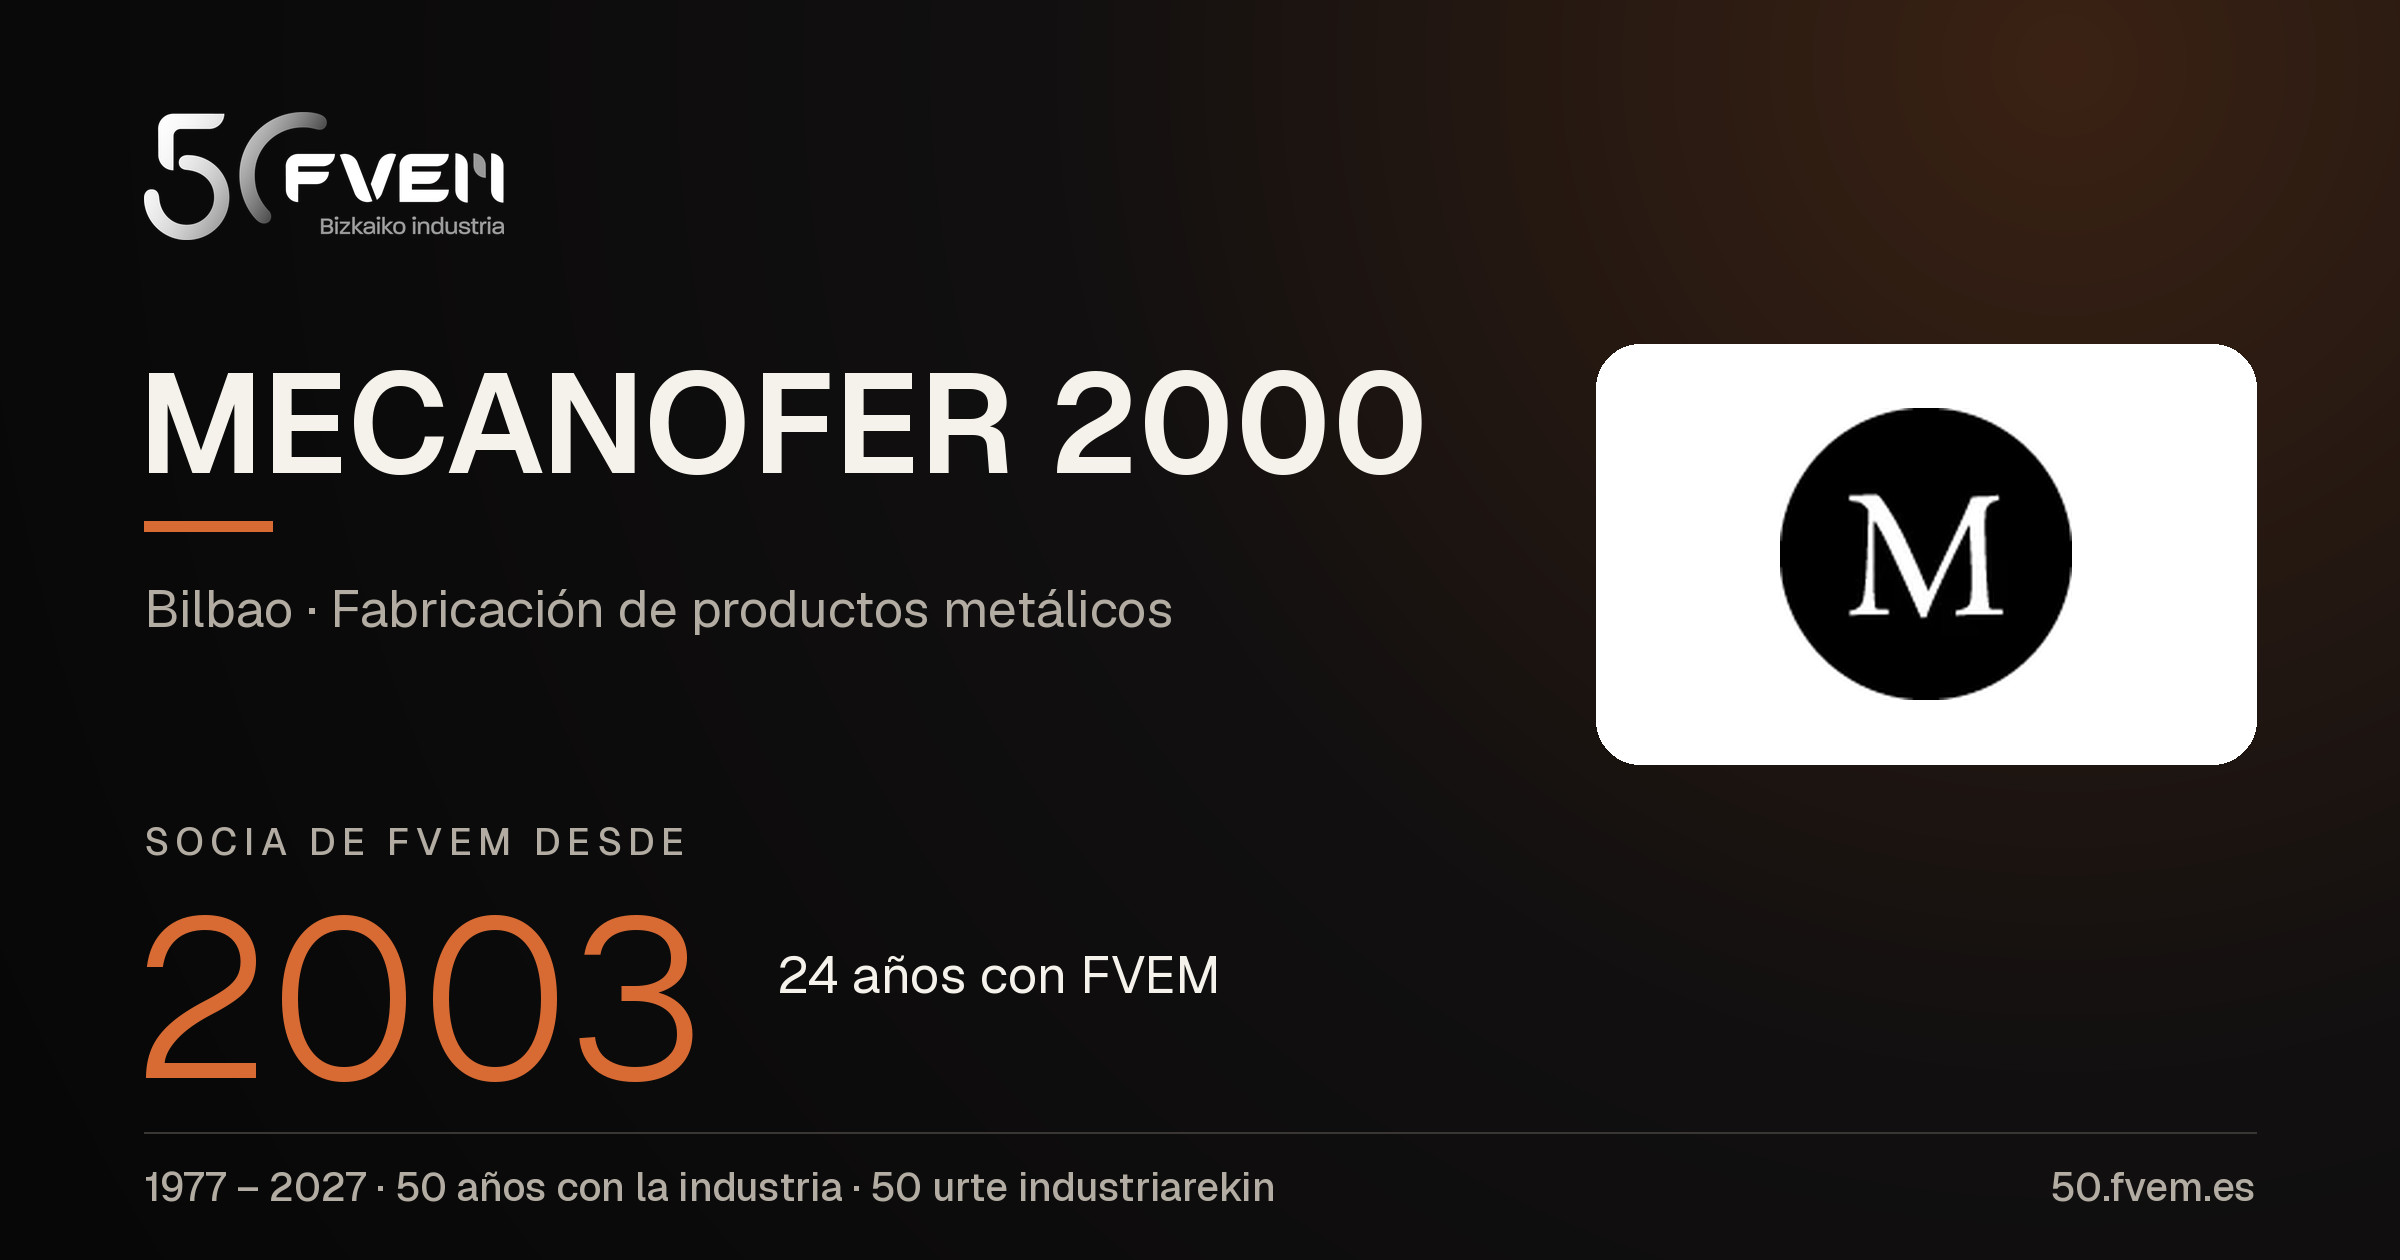 50 FVEM
Bizkaiko industria
MECANOFER 2000
Bilbao · Fabricación de productos metálicos
M
SOCIA DE FVEM DESDE
2003
24 años con FVEM
1977 – 2027 · 50 años con la industria · 50 urte industriarekin
50.fvem.es